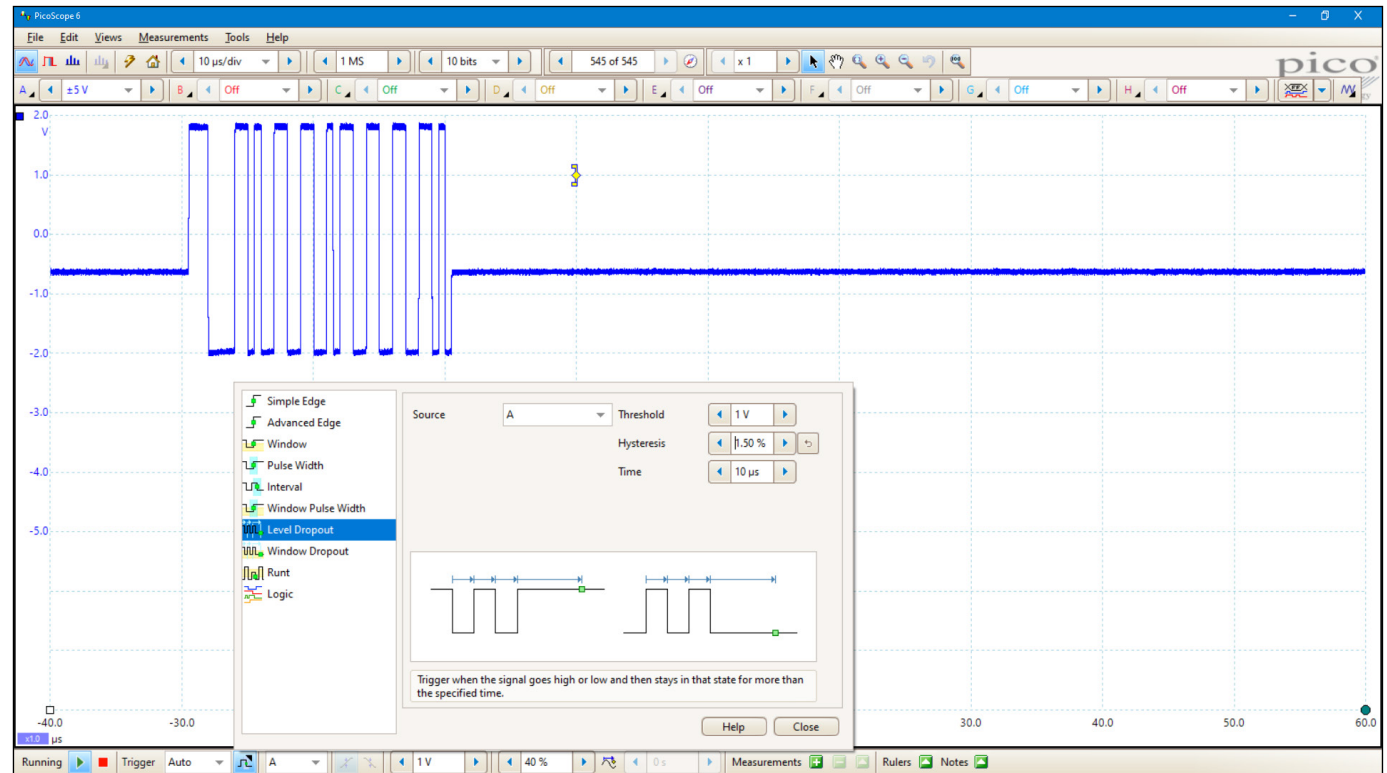 PicoScope 6
File Edit Views Measurements Tools Help
10 µs/div 1 MS 10 bits 545 of 545 x 1
pico
A ±5 V B Off C Off D Off E Off F Off G Off H Off
2.0
V
1.0
0.0
-1.0
-2.0
-3.0
-4.0
-5.0
Simple Edge
Advanced Edge
Window
Pulse Width
Interval
Window Pulse Width
Level Dropout
Window Dropout
Runt
Logic
Source A Threshold 1 V
Hysteresis 1.50 %
Time 10 µs
Trigger when the signal goes high or low and then stays in that state for more than
the specified time.
Help Close
-40.0 -30.0 30.0 40.0 50.0 60.0
x1.0 µs
Running Trigger Auto A 1 V 40 % 0 s Measurements Rulers Notes